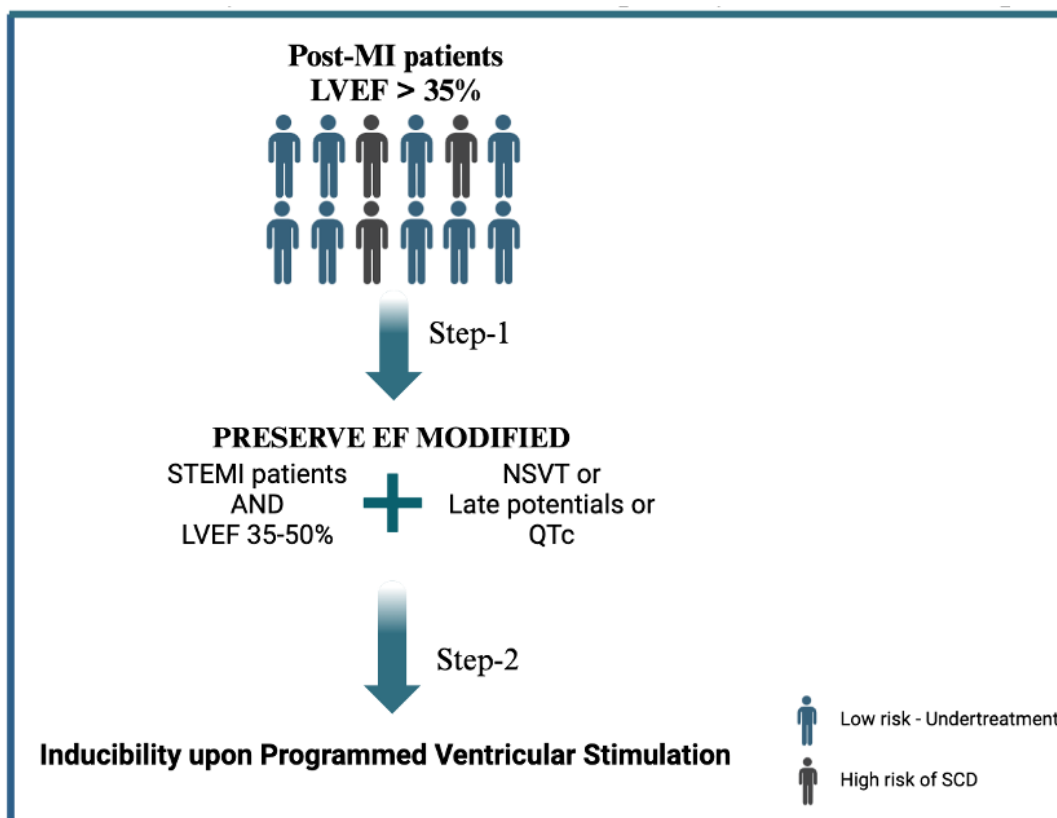 Post-MI patients
LVEF > 35%
Step-1
PRESERVE EF MODIFIED
STEMI patients
AND
LVEF 35-50%
NSVT or
Late potentials or
QTc
Step-2
Inducibility upon Programmed Ventricular Stimulation
Low risk - Undertreatment
High risk of SCD